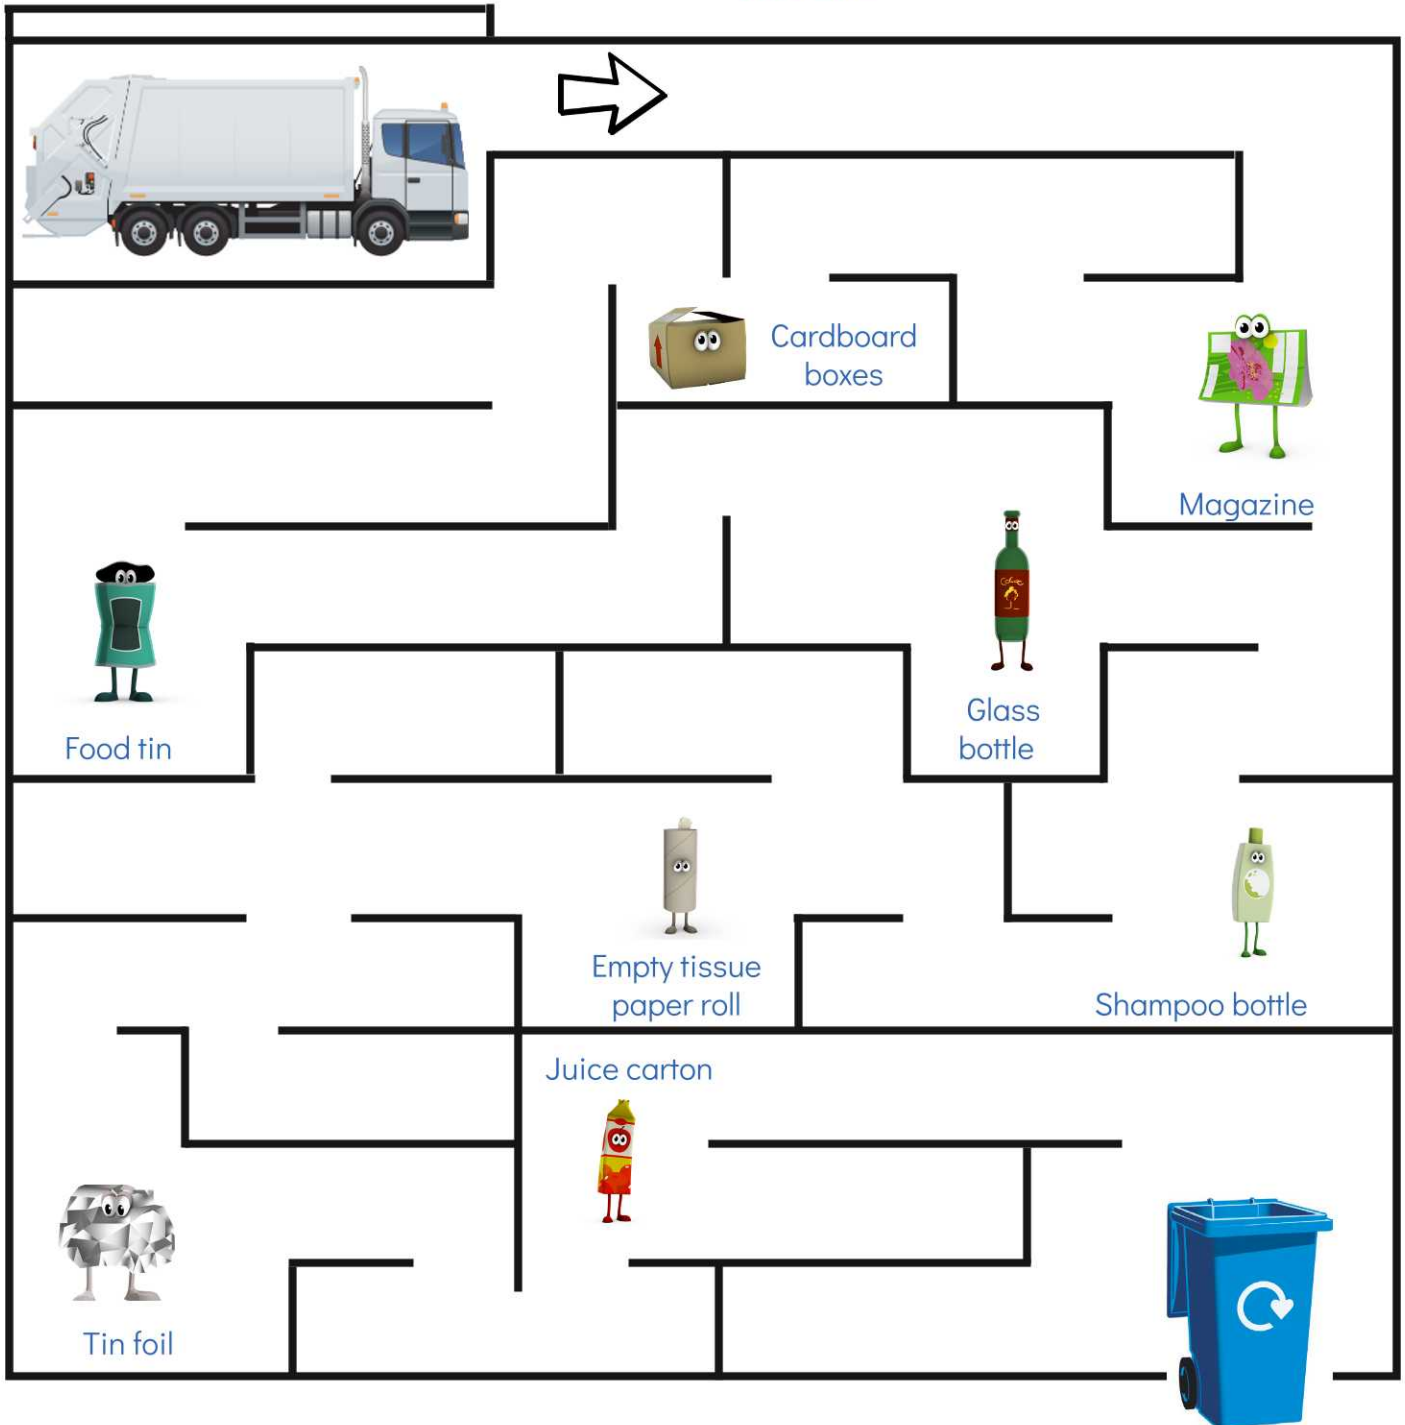 Cardboard
boxes
Magazine
Food tin
Glass
bottle
Empty tissue
paper roll
Shampoo bottle
Juice carton
Tin foil